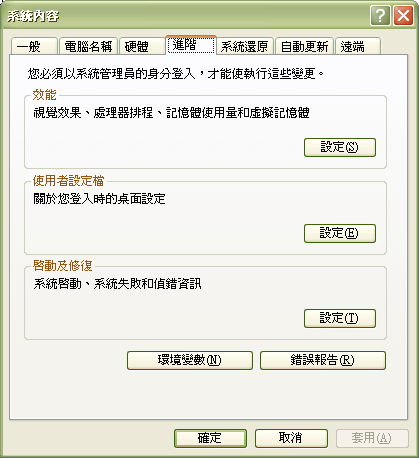 系統內容
一般 電腦名稱 硬體 進階 系統還原 自動更新 遠端
您必須以系統管理員的身分登入，才能使執行這些變更。
效能
視覺效果、處理器排程、記憶體使用量和虛擬記憶體
設定(S)
使用者設定檔
關於您登入時的桌面設定
設定(E)
啓動及修復
系統啓動、系統失敗和偵錯資訊
設定(T)
環境變數(N) 錯誤報告(R)
確定 取消 套用(A)